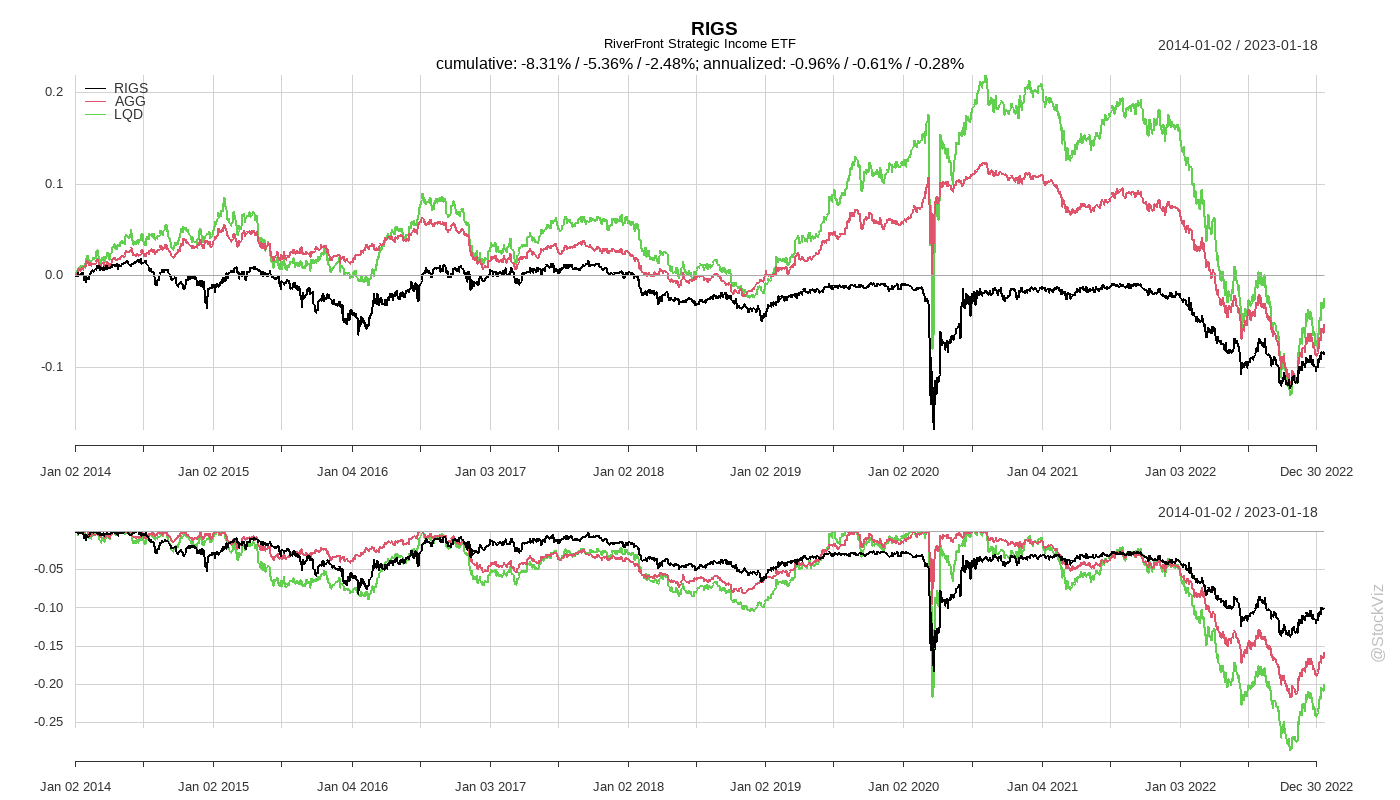 RIGS
RiverFront Strategic Income ETF
2014-01-02 / 2023-01-18
cumulative: -8.31% / -5.36% / -2.48%; annualized: -0.96% / -0.61% / -0.28%
RIGS
AGG
LQD
0.2
0.1
0.0
-0.1
Jan 02 2014 Jan 02 2015 Jan 04 2016 Jan 03 2017 Jan 02 2018 Jan 02 2019 Jan 02 2020 Jan 04 2021 Jan 03 2022 Dec 30 2022
2014-01-02 / 2023-01-18
-0.05
-0.10
-0.15
-0.20
-0.25
Jan 02 2014 Jan 02 2015 Jan 04 2016 Jan 03 2017 Jan 02 2018 Jan 02 2019 Jan 02 2020 Jan 04 2021 Jan 03 2022 Dec 30 2022
@StockViz